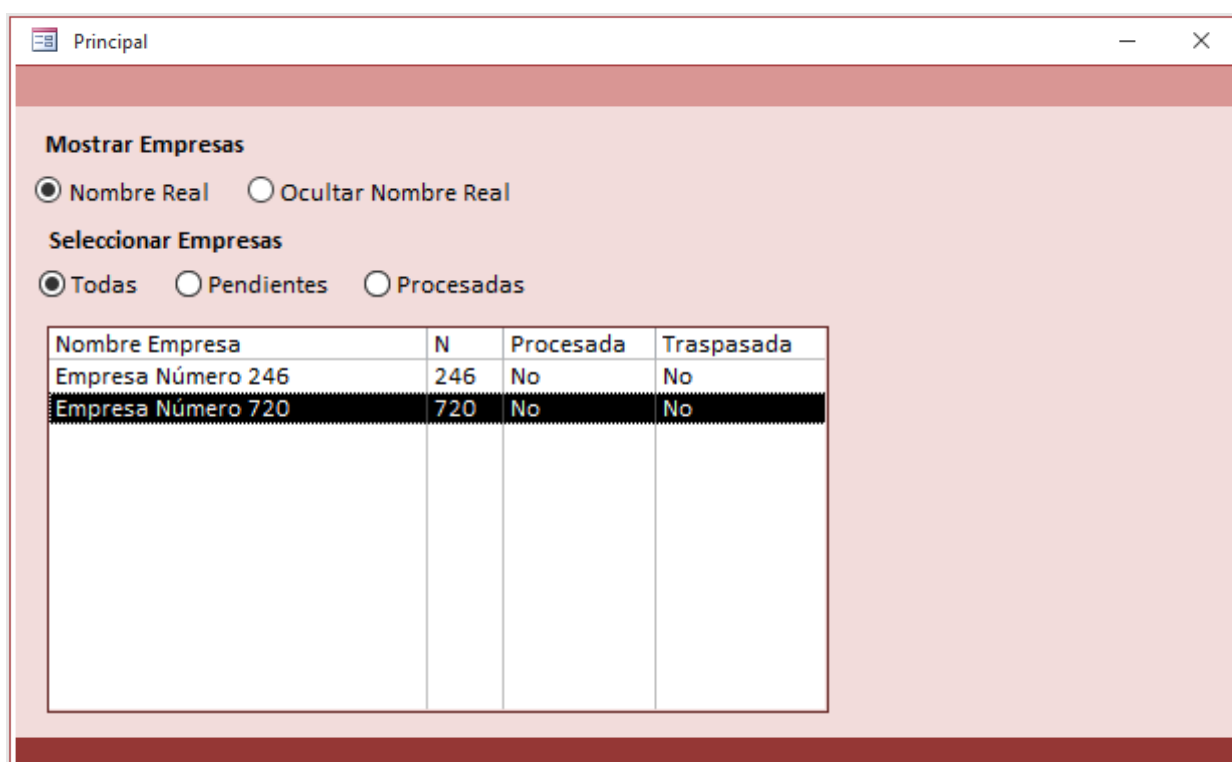 Principal
Mostrar Empresas
Nombre Real Ocultar Nombre Real
Seleccionar Empresas
Todas Pendientes Procesadas
Nombre Empresa N Procesada Traspasada
Empresa Número 246 246 No No
Empresa Número 720 720 No No